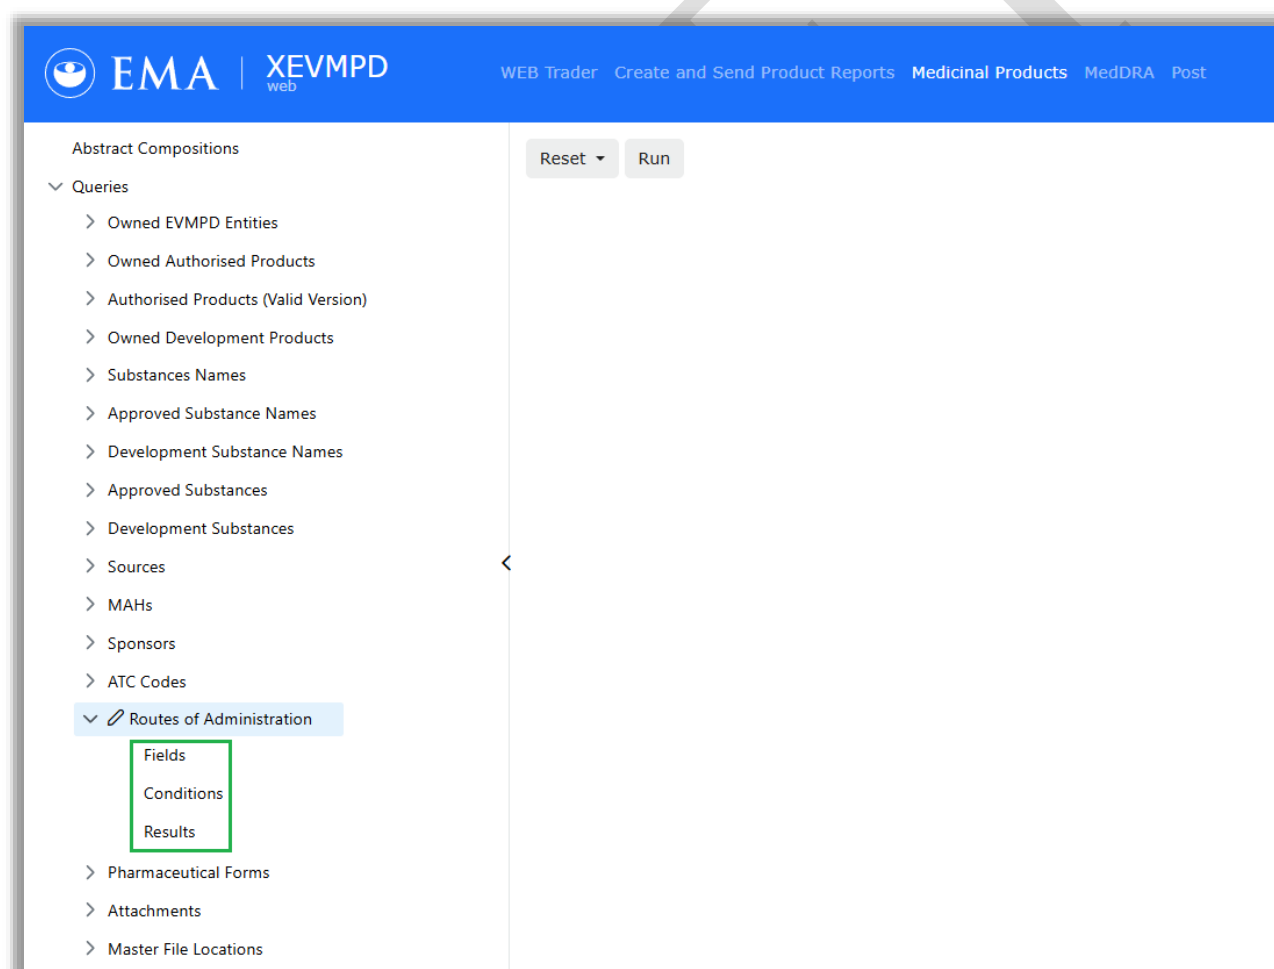 EMA | XEVMPD
web
WEB Trader Create and Send Product Reports Medicinal Products MedDRA Post
Abstract Compositions
Reset Run
Queries
Owned EVMPD Entities
Owned Authorised Products
Authorised Products (Valid Version)
Owned Development Products
Substances Names
Approved Substance Names
Development Substance Names
Approved Substances
Development Substances
Sources
MAHs
Sponsors
ATC Codes
Routes of Administration
Fields
Conditions
Results
Pharmaceutical Forms
Attachments
Master File Locations